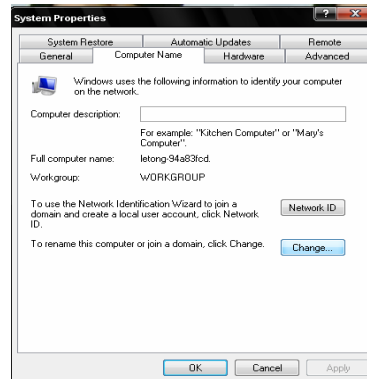 System Properties
System Restore Automatic Updates Remote
General Computer Name Hardware Advanced
Windows uses the following information to identify your computer
on the network.
Computer description:
For example: "Kitchen Computer" or "Mary's
Computer".
Full computer name: letong-94a83fcd.
Workgroup: WORKGROUP
To use the Network Identification Wizard to join a
domain and create a local user account, click Network
ID.
Network ID
To rename this computer or join a domain, click Change.
Change...
OK Cancel Apply